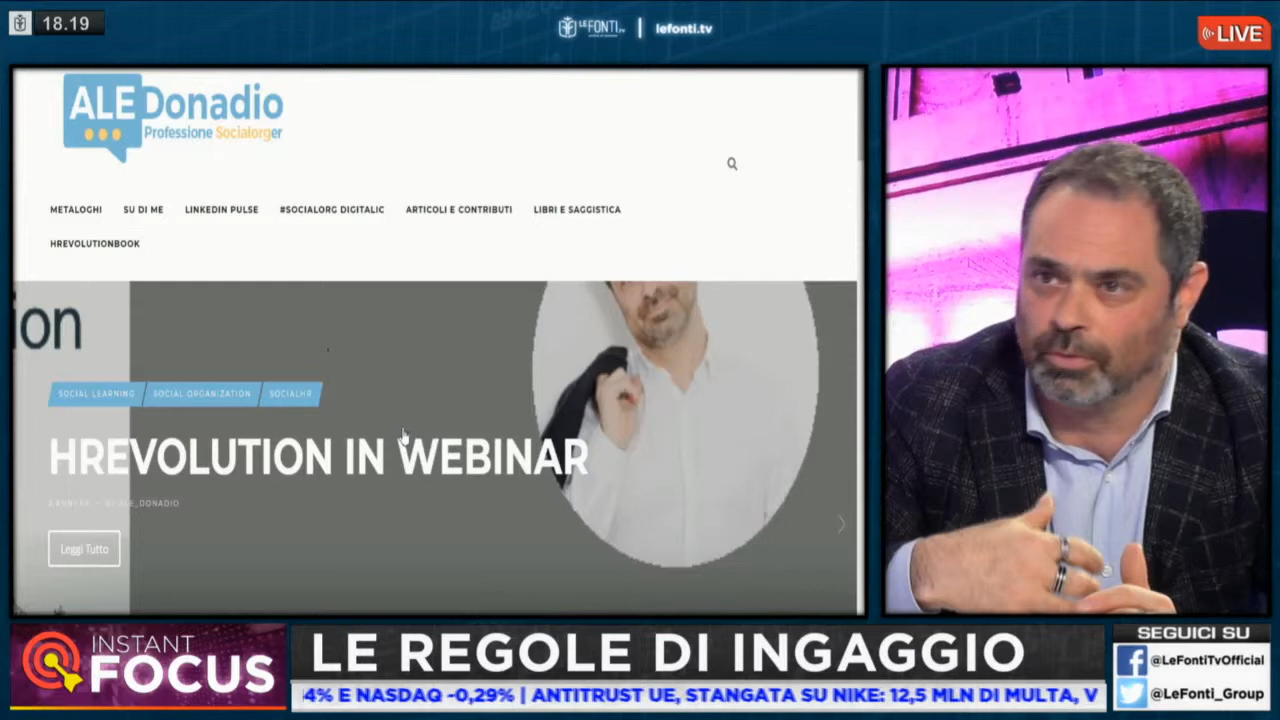 18.19
LE FONTI TV | lefonti.tv
LIVE
ALE Donadio
Professione Socialorger
METALOGHI SU DI ME LINKEDIN PULSE #SOCIALORG DIGITALIC ARTICOLI E CONTRIBUTI LIBRI E SAGGISTICA
HREVOLUTIONBOOK
ion
SOCIAL LEARNING SOCIAL ORGANIZATION SOCIALHR
HREVOLUTION IN WEBINAR
ALE_DONADIO
Leggi Tutto
INSTANT
FOCUS
LE REGOLE DI INGAGGIO
4% E NASDAQ -0,29% | ANTITRUST UE, STANGATA SU NIKE: 12,5 MLN DI MULTA, V
SEGUICI SU
@LeFontiTvOfficial
@LeFonti_Group